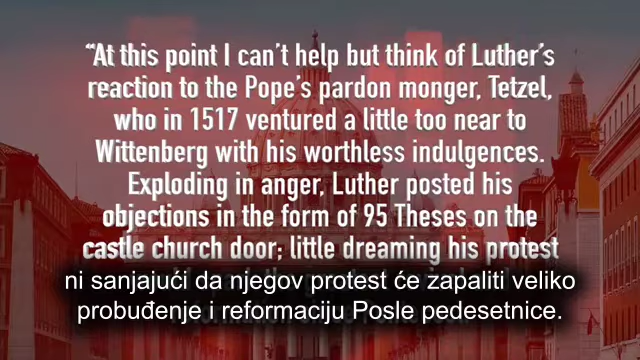 “At this point I can’t help but think of Luther’s
reaction to the Pope’s pardon monger, Tetzel,
who in 1517 ventured a little too near to
Wittenberg with his worthless indulgences.
Exploding in anger, Luther posted his
objections in the form of 95 Theses on the
castle church door; little dreaming his protest
ni sanjajući da njegov protest će zapaliti veliko
probuđenje i reformaciju Posle pedesetnice.